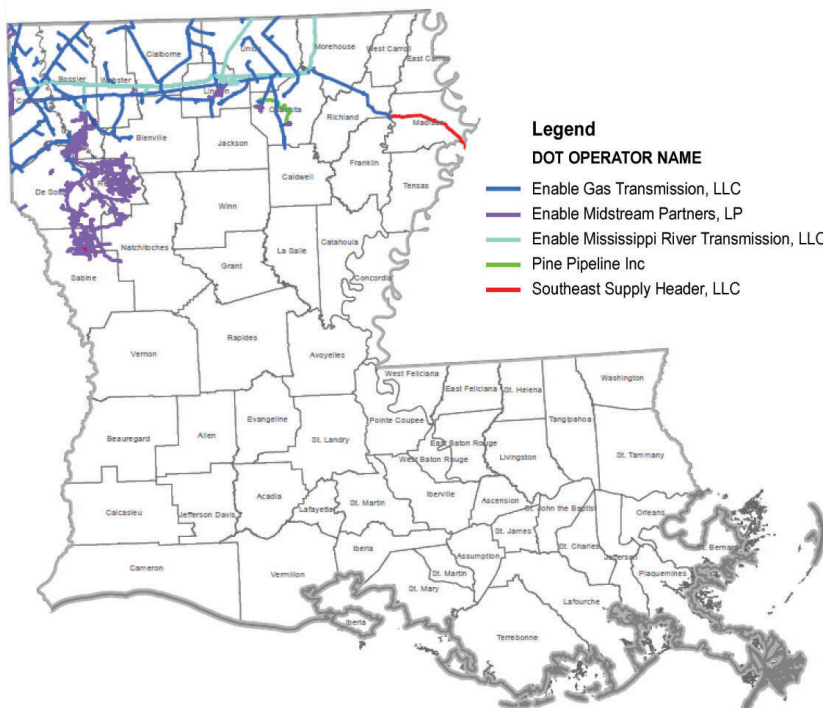 Claiborne
Union
Morehouse
West Carroll
East Carroll
Bossier
Webster
Lincoln
Ouachita
Richland
Madison
Bienville
Jackson
Franklin
Caldwell
Tensas
De Soto
Winn
Natchitoches
La Salle
Catahoula
Concordia
Sabine
Grant
Vernon
Rapides
Avoyelles
West Feliciana
East Feliciana
St. Helena
Washington
Tangipahoa
Pointe Coupee
Beauregard
Allen
Evangeline
St. Landry
East Baton Rouge
West Baton Rouge
Livingston
St. Tammany
Calcasieu
Jefferson Davis
Acadia
Lafayette
St. Martin
Iberville
Ascension
St. John the Baptist
Orleans
St. James
St. Charles
Jefferson
St. Bernard
Cameron
Vermilion
Iberia
Assumption
St. Martin
St. Mary
Plaquemines
Lafourche
Iberia
Terrebonne
Legend
DOT OPERATOR NAME
Enable Gas Transmission, LLC
Enable Midstream Partners, LP
Enable Mississippi River Transmission, LLC
Pine Pipeline Inc
Southeast Supply Header, LLC